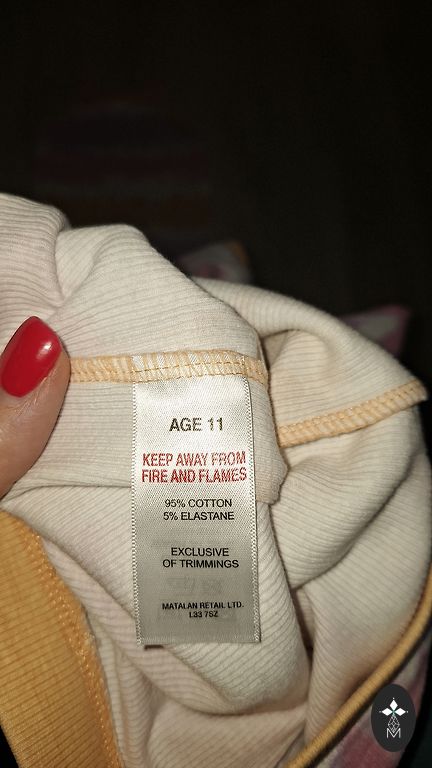 AGE 11
KEEP AWAY FROM
FIRE AND FLAMES
95% COTTON
5% ELASTANE
EXCLUSIVE
OF TRIMMINGS
MATALAN RETAIL LTD.
L33 7SZ
M